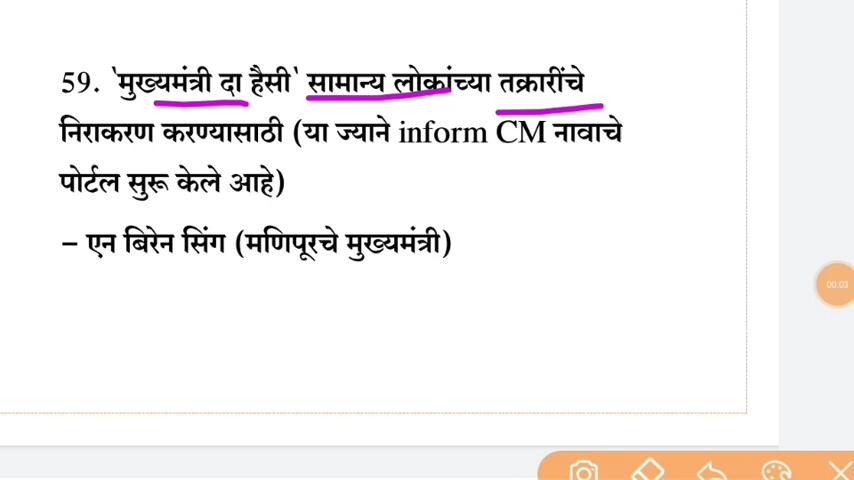 59. 'मुख्यमंत्री दा हैसी' सामान्य लोकांच्या तक्रारींचे
निराकरण करण्यासाठी (या ज्याने inform CM नावाचे
पोर्टल सुरू केले आहे)
– एन बिरेन सिंग (मणिपूरचे मुख्यमंत्री)
00:03